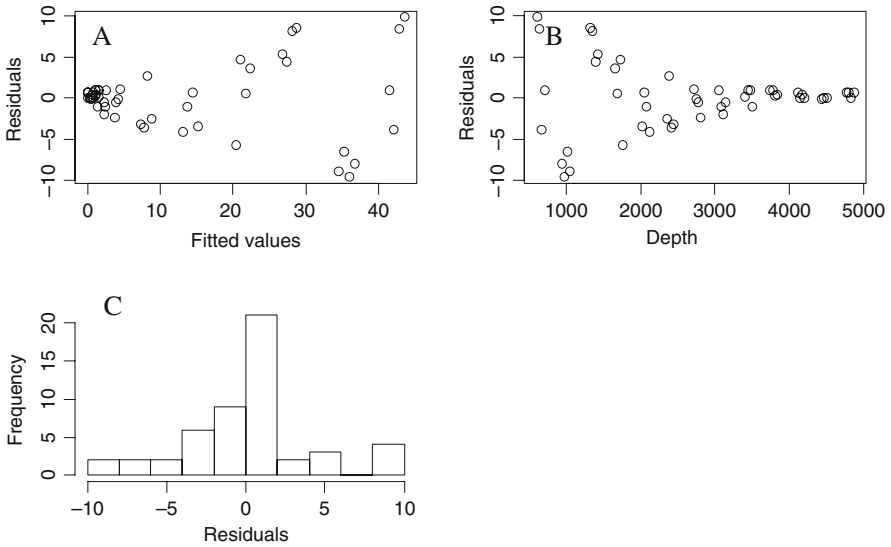 A
Residuals
10
5
0
−5
−10
0 10 20 30 40
Fitted values
B
Residuals
10
5
0
−5
−10
1000 2000 3000 4000 5000
Depth
C
Frequency
20
15
10
5
0
−10 −5 0 5 10
Residuals